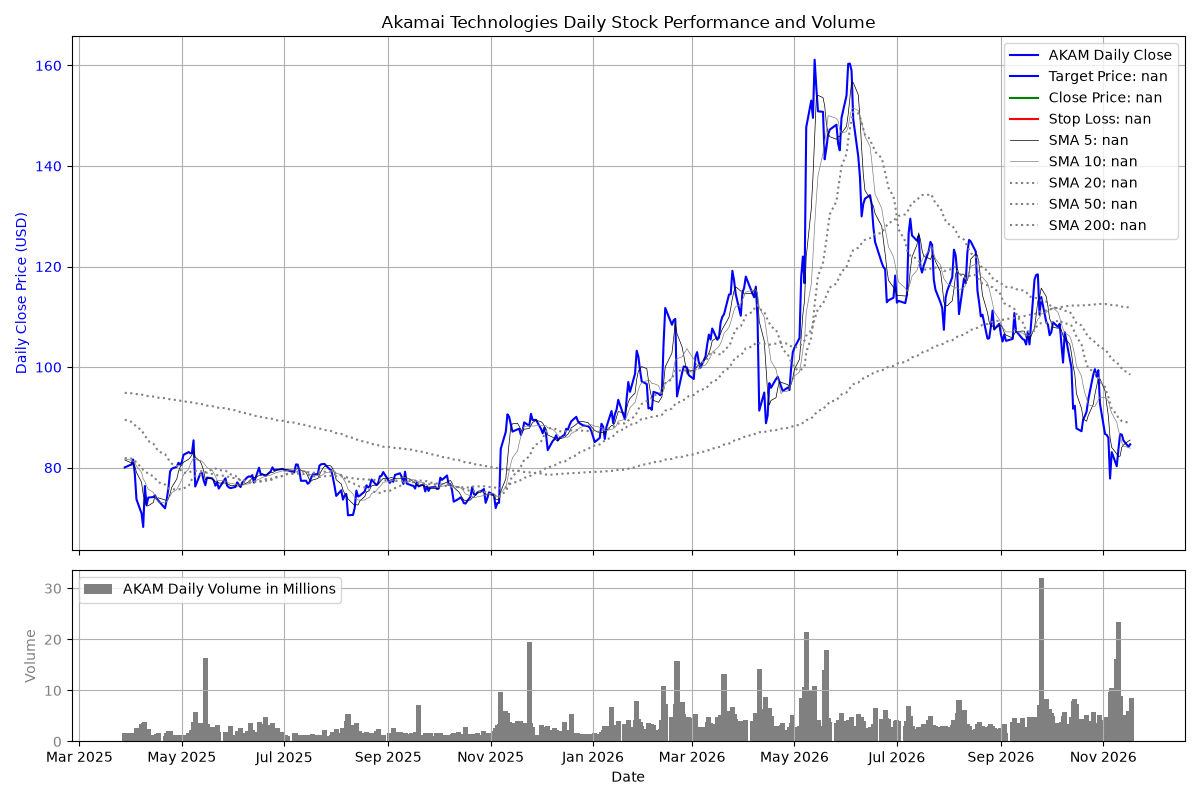 Akamai Technologies Daily Stock Performance and Volume
AKAM Daily Close
Target Price: nan
Close Price: nan
Stop Loss: nan
SMA 5: nan
SMA 10: nan
SMA 20: nan
SMA 50: nan
SMA 200: nan
160
140
120
100
80
Daily Close Price (USD)
AKAM Daily Volume in Millions
30
20
10
0
Volume
Mar 2025 May 2025 Jul 2025 Sep 2025 Nov 2025 Jan 2026 Mar 2026 May 2026 Jul 2026 Sep 2026 Nov 2026
Date